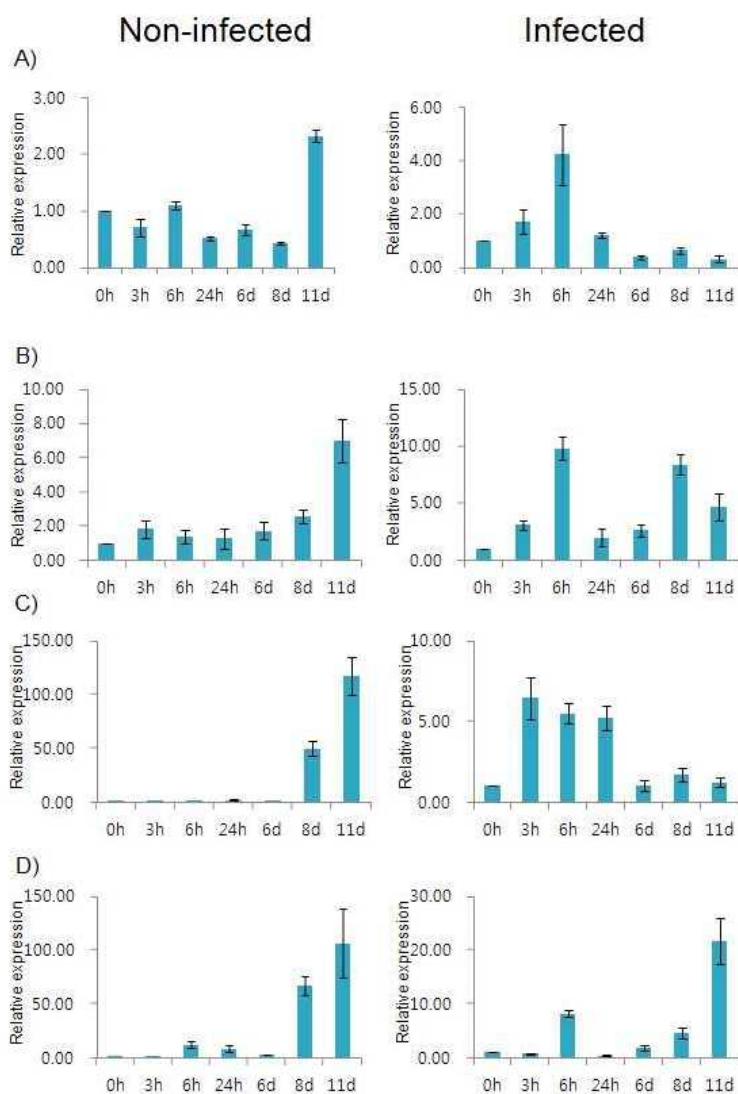 Non-infected Infected
A)
Relative expression
3.00
2.00
1.00
0.00
0h 3h 6h 24h 6d 8d 11d
Relative expression
6.00
4.00
2.00
0.00
0h 3h 6h 24h 6d 8d 11d
B)
Relative expression
10.00
8.00
6.00
4.00
2.00
0.00
0h 3h 6h 24h 6d 8d 11d
Relative expression
15.00
10.00
5.00
0.00
0h 3h 6h 24h 6d 8d 11d
C)
Relative expression
150.00
100.00
50.00
0.00
0h 3h 6h 24h 6d 8d 11d
Relative expression
10.00
5.00
0.00
0h 3h 6h 24h 6d 8d 11d
D)
Relative expression
150.00
100.00
50.00
0.00
0h 3h 6h 24h 6d 8d 11d
Relative expression
30.00
20.00
10.00
0.00
0h 3h 6h 24h 6d 8d 11d